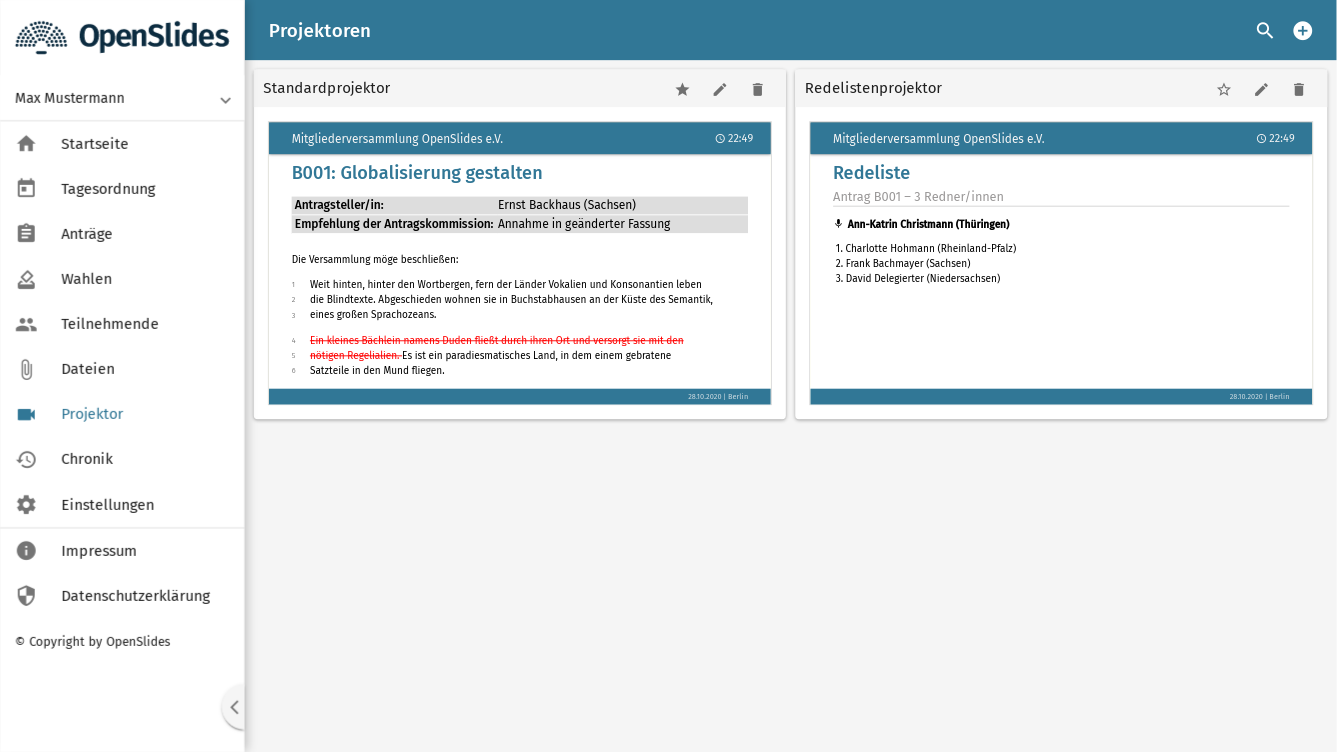 OpenSlides
Max Mustermann
Startseite
Tagesordnung
Anträge
Wahlen
Teilnehmende
Dateien
Projektor
Chronik
Einstellungen
Impressum
Datenschutzerklärung
© Copyright by OpenSlides
Projektoren
Standardprojektor
Mitgliederversammlung OpenSlides e.V. 22:49
B001: Globalisierung gestalten
Antragsteller/in: Ernst Backhaus (Sachsen)
Empfehlung der Antragskommission: Annahme in geänderter Fassung
Die Versammlung möge beschließen:
1 Weit hinten, hinter den Wortbergen, fern der Länder Vokalien und Konsonantien leben
2 die Blindtexte. Abgeschieden wohnen sie in Buchstabhausen an der Küste des Semantik,
3 eines großen Sprachozeans.
4 Ein kleines Bächlein namens Duden fließt durch ihren Ort und versorgt sie mit den
5 nötigen Regelialien. Es ist ein paradiesmatisches Land, in dem einem gebratene
6 Satzteile in den Mund fliegen.
28.10.2020 | Berlin
Redelistenprojektor
Mitgliederversammlung OpenSlides e.V. 22:49
Redeliste
Antrag B001 – 3 Redner/innen
Ann-Katrin Christmann (Thüringen)
1. Charlotte Hohmann (Rheinland-Pfalz)
2. Frank Bachmayer (Sachsen)
3. David Delegierter (Niedersachsen)
28.10.2020 | Berlin